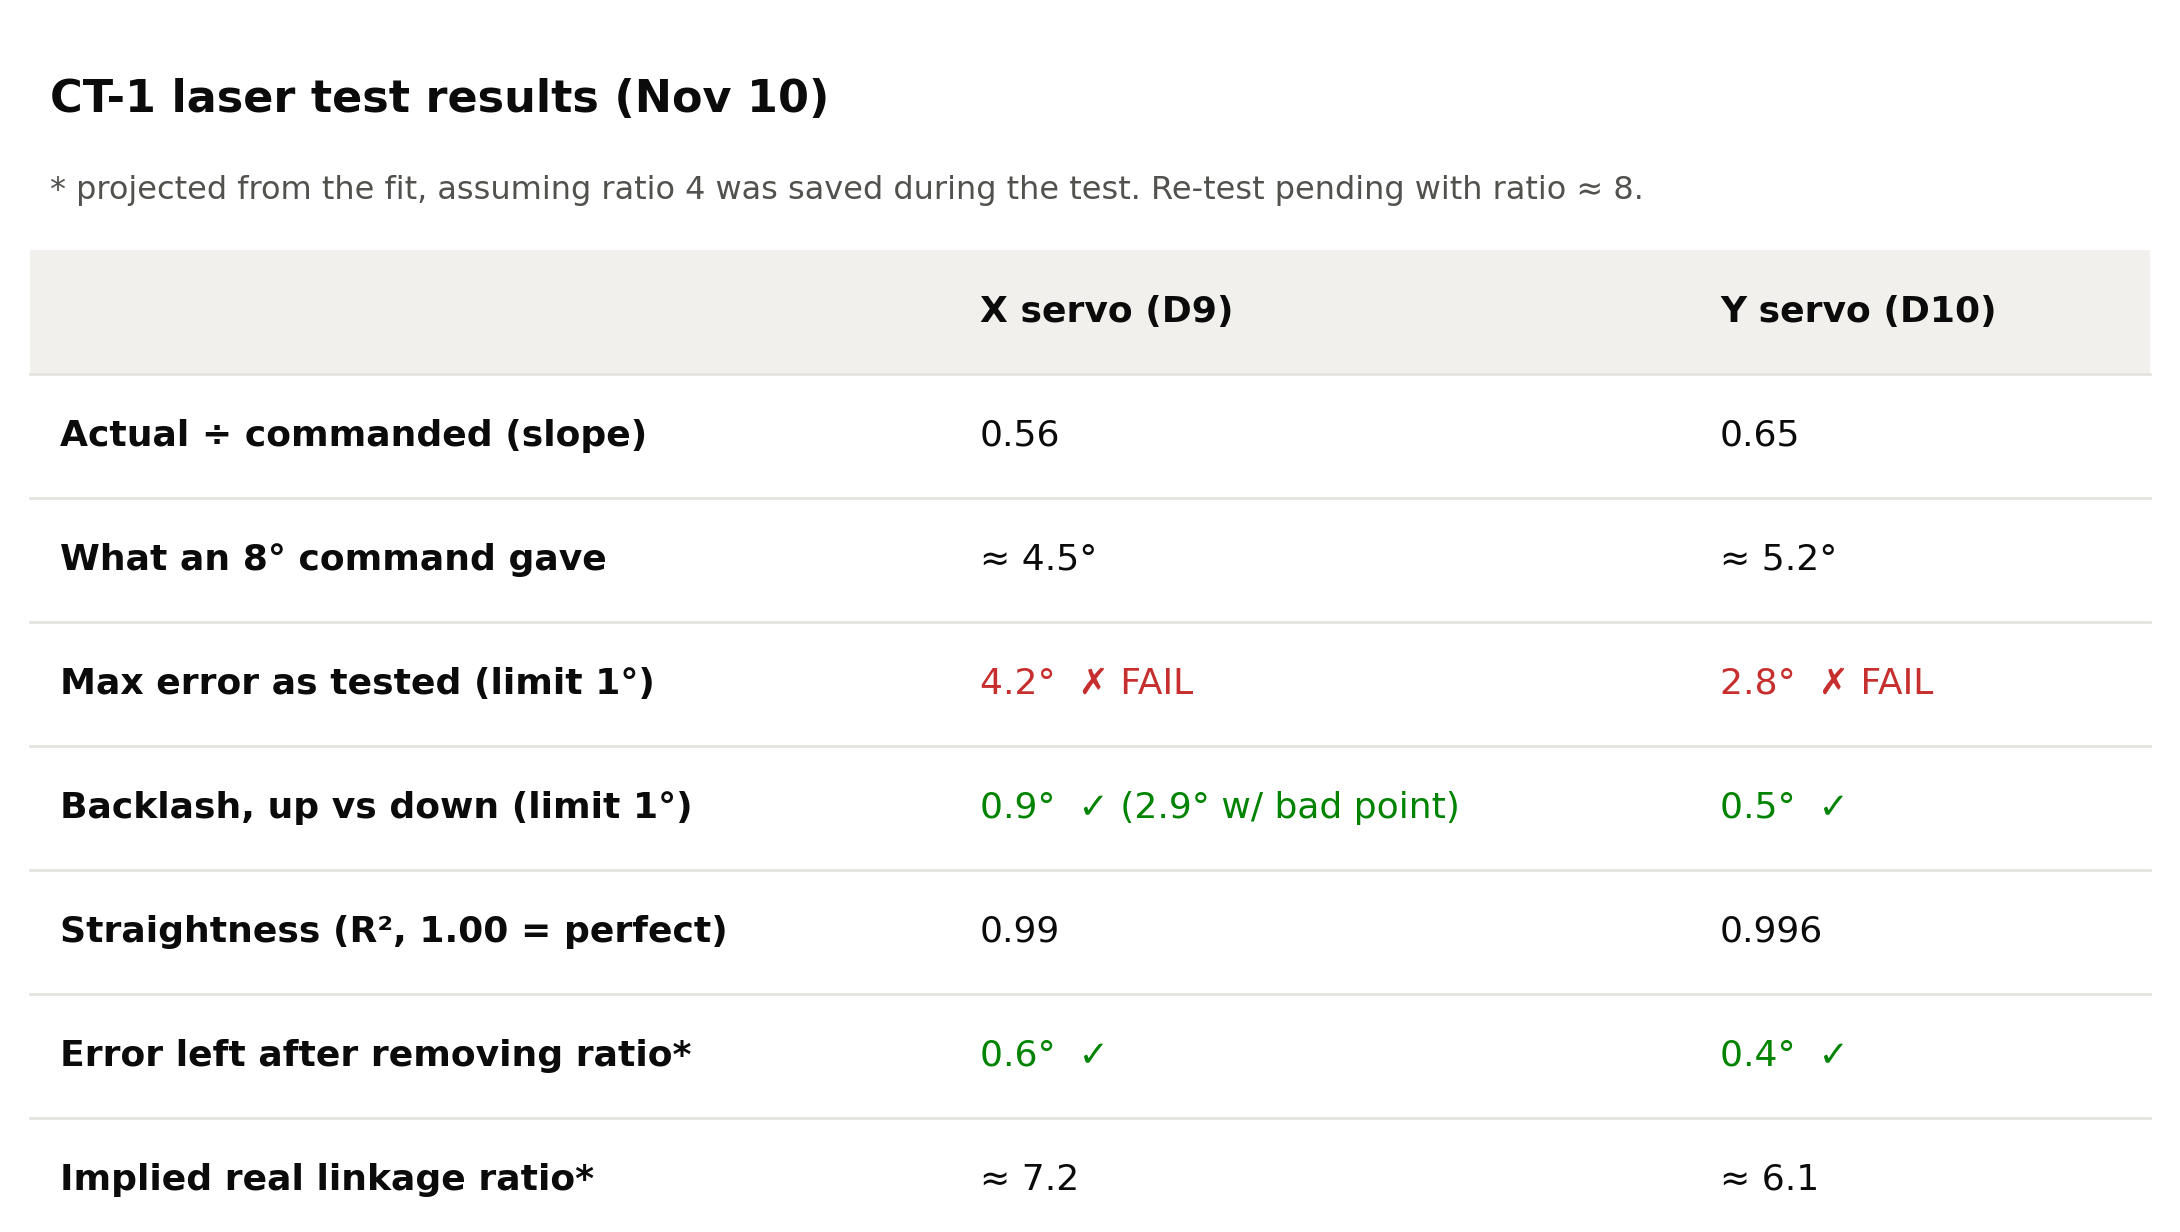 CT-1 laser test results (Nov 10)
* projected from the fit, assuming ratio 4 was saved during the test. Re-test pending with ratio ≈ 8.
X servo (D9) Y servo (D10)
Actual ÷ commanded (slope) 0.56 0.65
What an 8° command gave ≈ 4.5° ≈ 5.2°
Max error as tested (limit 1°) 4.2° ✗ FAIL 2.8° ✗ FAIL
Backlash, up vs down (limit 1°) 0.9° ✓ (2.9° w/ bad point) 0.5° ✓
Straightness (R², 1.00 = perfect) 0.99 0.996
Error left after removing ratio* 0.6° ✓ 0.4° ✓
Implied real linkage ratio* ≈ 7.2 ≈ 6.1